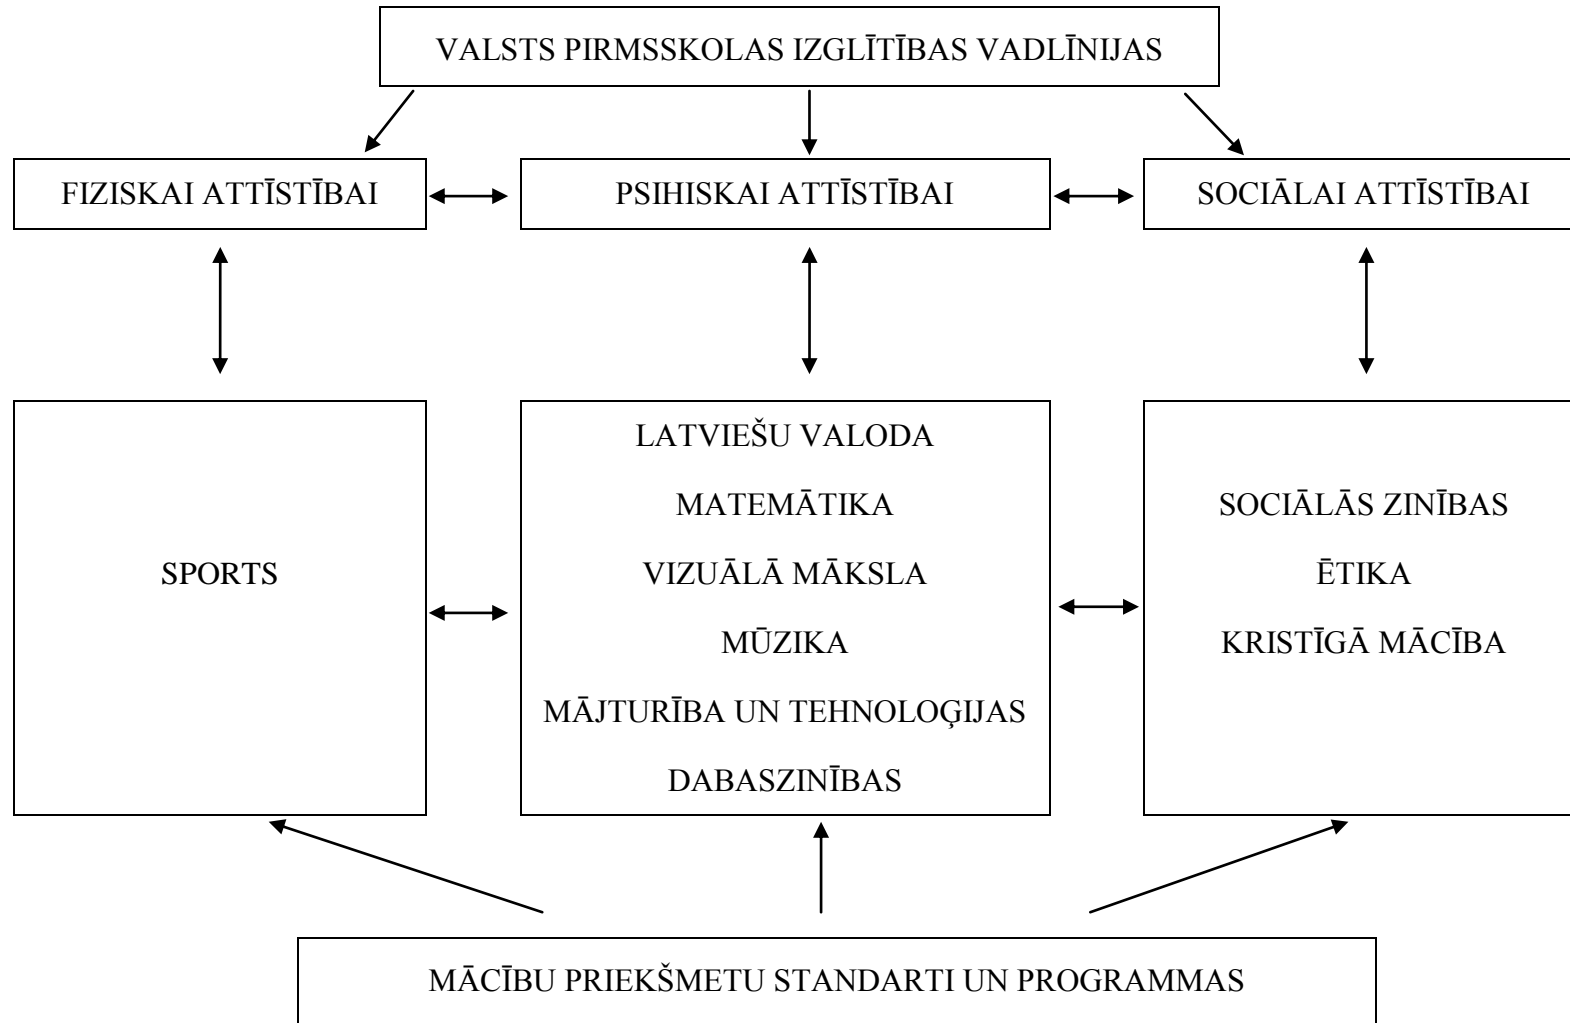 VALSTS PIRMSSKOLAS IZGLĪTĪBAS VADLĪNIJAS
FIZISKAI ATTĪSTĪBAI
PSIHISKAI ATTĪSTĪBAI
SOCIĀLAI ATTĪSTĪBAI
SPORTS
LATVIEŠU VALODA
MATEMĀTIKA
VIZUĀLĀ MĀKSLA
MŪZIKA
MĀJTURĪBA UN TEHNOLOĢIJAS
DABASZINĪBAS
SOCIĀLĀS ZINĪBAS
ĒTIKA
KRISTĪGĀ MĀCĪBA
MĀCĪBU PRIEKŠMETU STANDARTI UN PROGRAMMAS